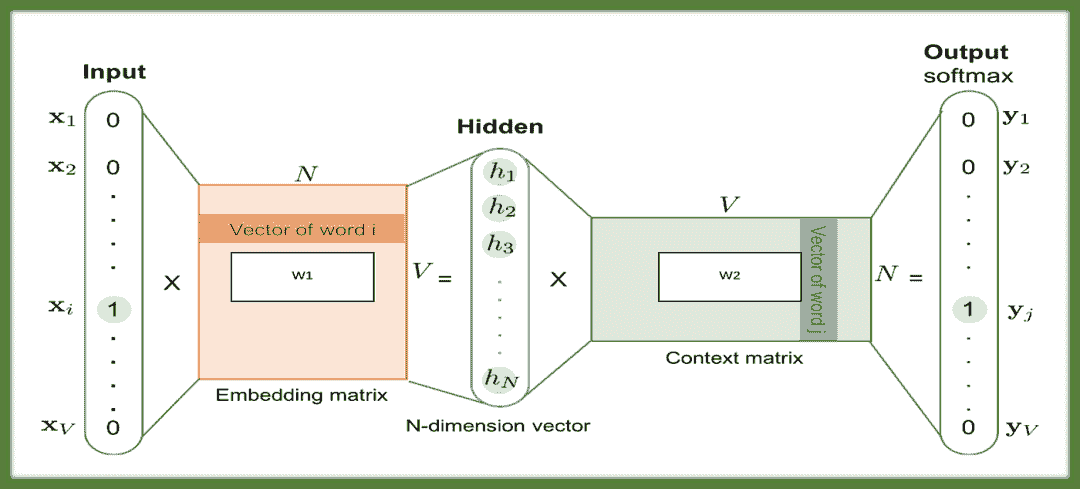 Input
x1 0
x2 0
xi 1
xV 0
X
N
Vector of word i
w1
V =
Embedding matrix
Hidden
h1
h2
h3
hN
N-dimension vector
X
V
w2
Vector of word j
N =
Context matrix
Output
softmax
0 y1
0 y2
1 yj
0 yV